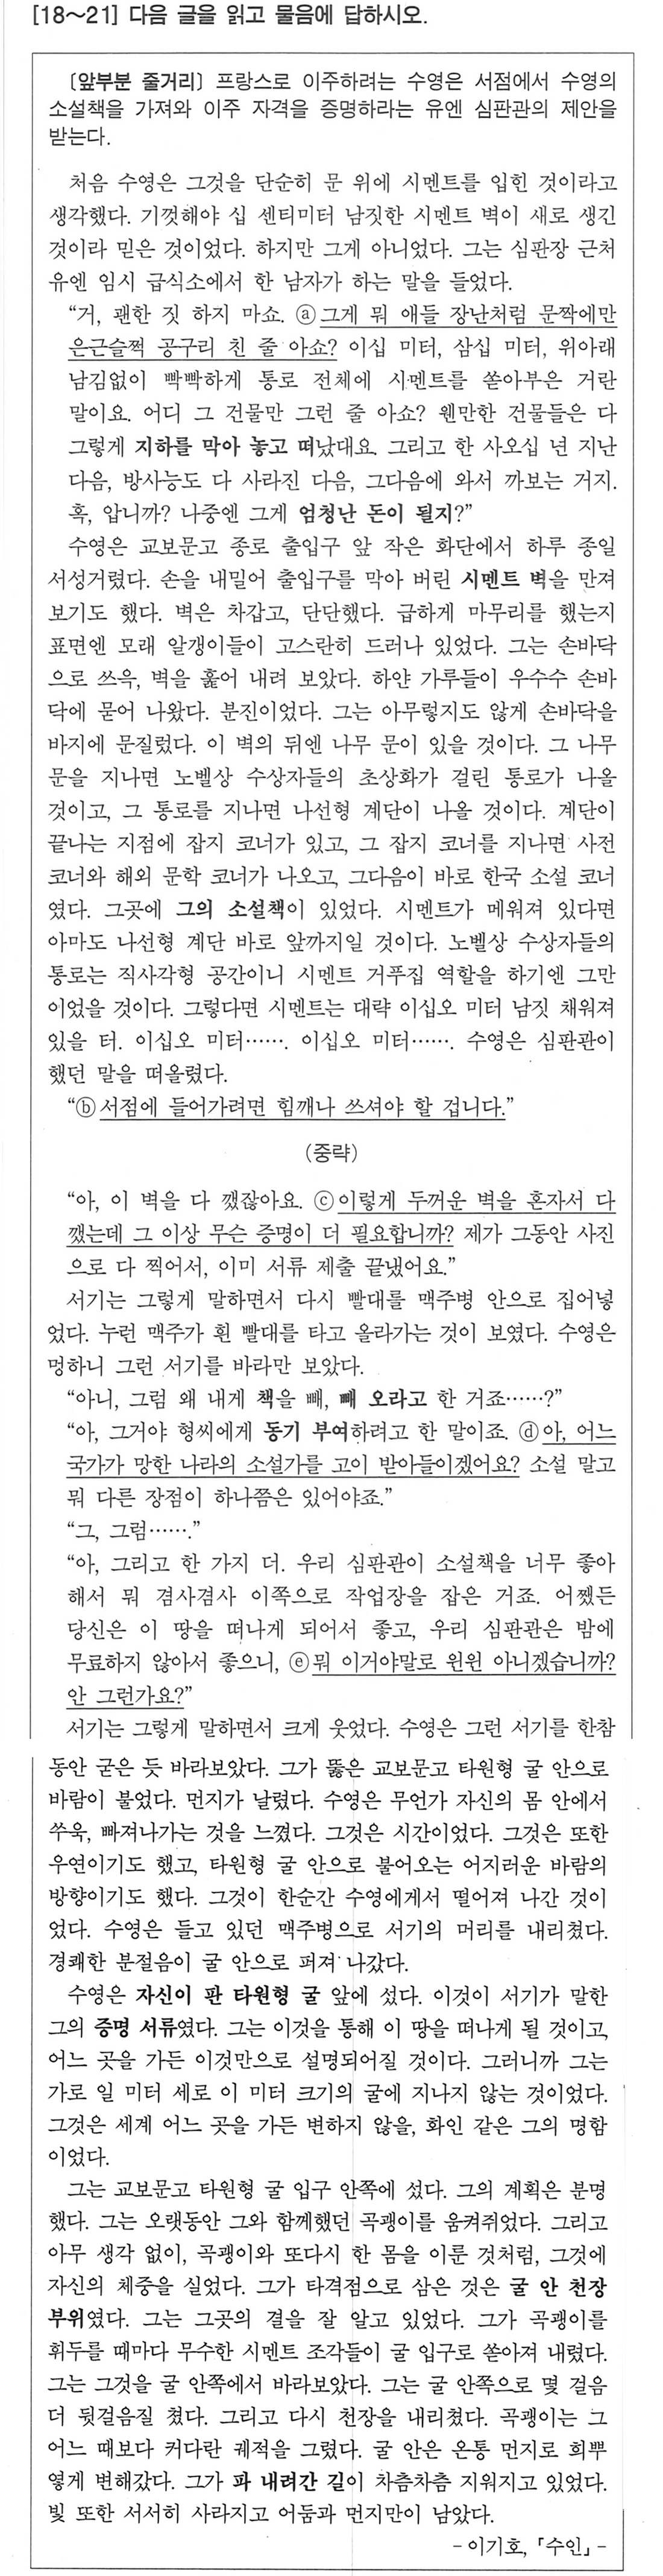 [18～21] 다음 글을 읽고 물음에 답하시오.
〔앞부분 줄거리〕 프랑스로 이주하려는 수영은 서점에서 수영의
소설책을 가져와 이주 자격을 증명하라는 유엔 심판관의 제안을
받는다.
처음 수영은 그것을 단순히 문 위에 시멘트를 입힌 것이라고
생각했다. 기껏해야 십 센티미터 남짓한 시멘트 벽이 새로 생긴
것이라 믿은 것이었다. 하지만 그게 아니었다. 그는 심판장 근처
유엔 임시 급식소에서 한 남자가 하는 말을 들었다.
“거, 괜한 짓 하지 마쇼. ⓐ그게 뭐 애들 장난처럼 문짝에만
은근슬쩍 공구리 친 줄 아쇼? 이십 미터, 삼십 미터, 위아래
남김없이 빡빡하게 통로 전체에 시멘트를 쏟아부은 거란
말이요. 어디 그 건물만 그런 줄 아쇼? 웬만한 건물들은 다
그렇게 지하를 막아 놓고 떠났대요. 그리고 한 사오십 년 지난
다음, 방사능도 다 사라진 다음, 그다음에 와서 까보는 거지.
혹, 압니까? 나중엔 그게 엄청난 돈이 될지?”
수영은 교보문고 종로 출입구 앞 작은 화단에서 하루 종일
서성거렸다. 손을 내밀어 출입구를 막아 버린 시멘트 벽을 만져
보기도 했다. 벽은 차갑고, 단단했다. 급하게 마무리를 했는지
표면엔 모래 알갱이들이 고스란히 드러나 있었다. 그는 손바닥
으로 쓰윽, 벽을 훑어 내려 보았다. 하얀 가루들이 우수수 손바
닥에 묻어 나왔다. 분진이었다. 그는 아무렇지도 않게 손바닥을
바지에 문질렀다. 이 벽의 뒤엔 나무 문이 있을 것이다. 그 나무
문을 지나면 노벨상 수상자들의 초상화가 걸린 통로가 나올
것이고, 그 통로를 지나면 나선형 계단이 나올 것이다. 계단이
끝나는 지점에 잡지 코너가 있고, 그 잡지 코너를 지나면 사전
코너와 해외 문학 코너가 나오고, 그다음이 바로 한국 소설 코너
였다. 그곳에 그의 소설책이 있었다. 시멘트가 메워져 있다면
아마도 나선형 계단 바로 앞까지일 것이다. 노벨상 수상자들의
통로는 직사각형 공간이니 시멘트 거푸집 역할을 하기엔 그만
이었을 것이다. 그렇다면 시멘트는 대략 이십오 미터 남짓 채워져
있을 터. 이십오 미터……. 이십오 미터……. 수영은 심판관이
했던 말을 떠올렸다.
“ⓑ서점에 들어가려면 힘깨나 쓰셔야 할 겁니다.”
(중략)
“아, 이 벽을 다 깼잖아요. ⓒ이렇게 두꺼운 벽을 혼자서 다
깼는데 그 이상 무슨 증명이 더 필요합니까? 제가 그동안 사진
으로 다 찍어서, 이미 서류 제출 끝냈어요.”
서기는 그렇게 말하면서 다시 빨대를 맥주병 안으로 집어넣
었다. 누런 맥주가 흰 빨대를 타고 올라가는 것이 보였다. 수영은
멍하니 그런 서기를 바라만 보았다.
“아니, 그럼 왜 내게 책을 빼, 빼 오라고 한 거죠……?”
“아, 그거야 형씨에게 동기 부여하려고 한 말이죠. ⓓ아, 어느
국가가 망한 나라의 소설가를 고이 받아들이겠어요? 소설 말고
뭐 다른 장점이 하나쯤은 있어야죠.”
“그, 그럼…….”
“아, 그리고 한 가지 더. 우리 심판관이 소설책을 너무 좋아
해서 뭐 겸사겸사 이쪽으로 작업장을 잡은 거죠. 어쨌든
당신은 이 땅을 떠나게 되어서 좋고, 우리 심판관은 밤에
무료하지 않아서 좋으니, ⓔ뭐 이거야말로 윈윈 아니겠습니까?
안 그런가요?”
서기는 그렇게 말하면서 크게 웃었다. 수영은 그런 서기를 한참
동안 굳은 듯 바라보았다. 그가 뚫은 교보문고 타원형 굴 안으로
바람이 불었다. 먼지가 날렸다. 수영은 무언가 자신의 몸 안에서
쑤욱, 빠져나가는 것을 느꼈다. 그것은 시간이었다. 그것은 또한
우연이기도 했고, 타원형 굴 안으로 불어오는 어지러운 바람의
방향이기도 했다. 그것이 한순간 수영에게서 떨어져 나간 것이
었다. 수영은 들고 있던 맥주병으로 서기의 머리를 내리쳤다.
경쾌한 분절음이 굴 안으로 퍼져 나갔다.
수영은 자신이 판 타원형 굴 앞에 섰다. 이것이 서기가 말한
그의 증명 서류였다. 그는 이것을 통해 이 땅을 떠나게 될 것이고,
어느 곳을 가든 이것만으로 설명되어질 것이다. 그러니까 그는
가로 일 미터 세로 이 미터 크기의 굴에 지나지 않는 것이었다.
그것은 세계 어느 곳을 가든 변하지 않을, 화인 같은 그의 명함
이었다.
그는 교보문고 타원형 굴 입구 안쪽에 섰다. 그의 계획은 분명
했다. 그는 오랫동안 그와 함께했던 곡괭이를 움켜쥐었다. 그리고
아무 생각 없이, 곡괭이와 또다시 한 몸을 이룬 것처럼, 그것에
자신의 체중을 실었다. 그가 타격점으로 삼은 것은 굴 안 천장
부위였다. 그는 그곳의 결을 잘 알고 있었다. 그가 곡괭이를
휘두를 때마다 무수한 시멘트 조각들이 굴 입구로 쏟아져 내렸다.
그는 그것을 굴 안쪽에서 바라보았다. 그는 굴 안쪽으로 몇 걸음
더 뒷걸음질 쳤다. 그리고 다시 천장을 내리쳤다. 곡괭이는 그
어느 때보다 커다란 궤적을 그렸다. 굴 안은 온통 먼지로 희뿌
옇게 변해갔다. 그가 파 내려간 길이 차츰차츰 지워지고 있었다.
빛 또한 서서히 사라지고 어둠과 먼지만이 남았다.
- 이기호, 「수인」 -